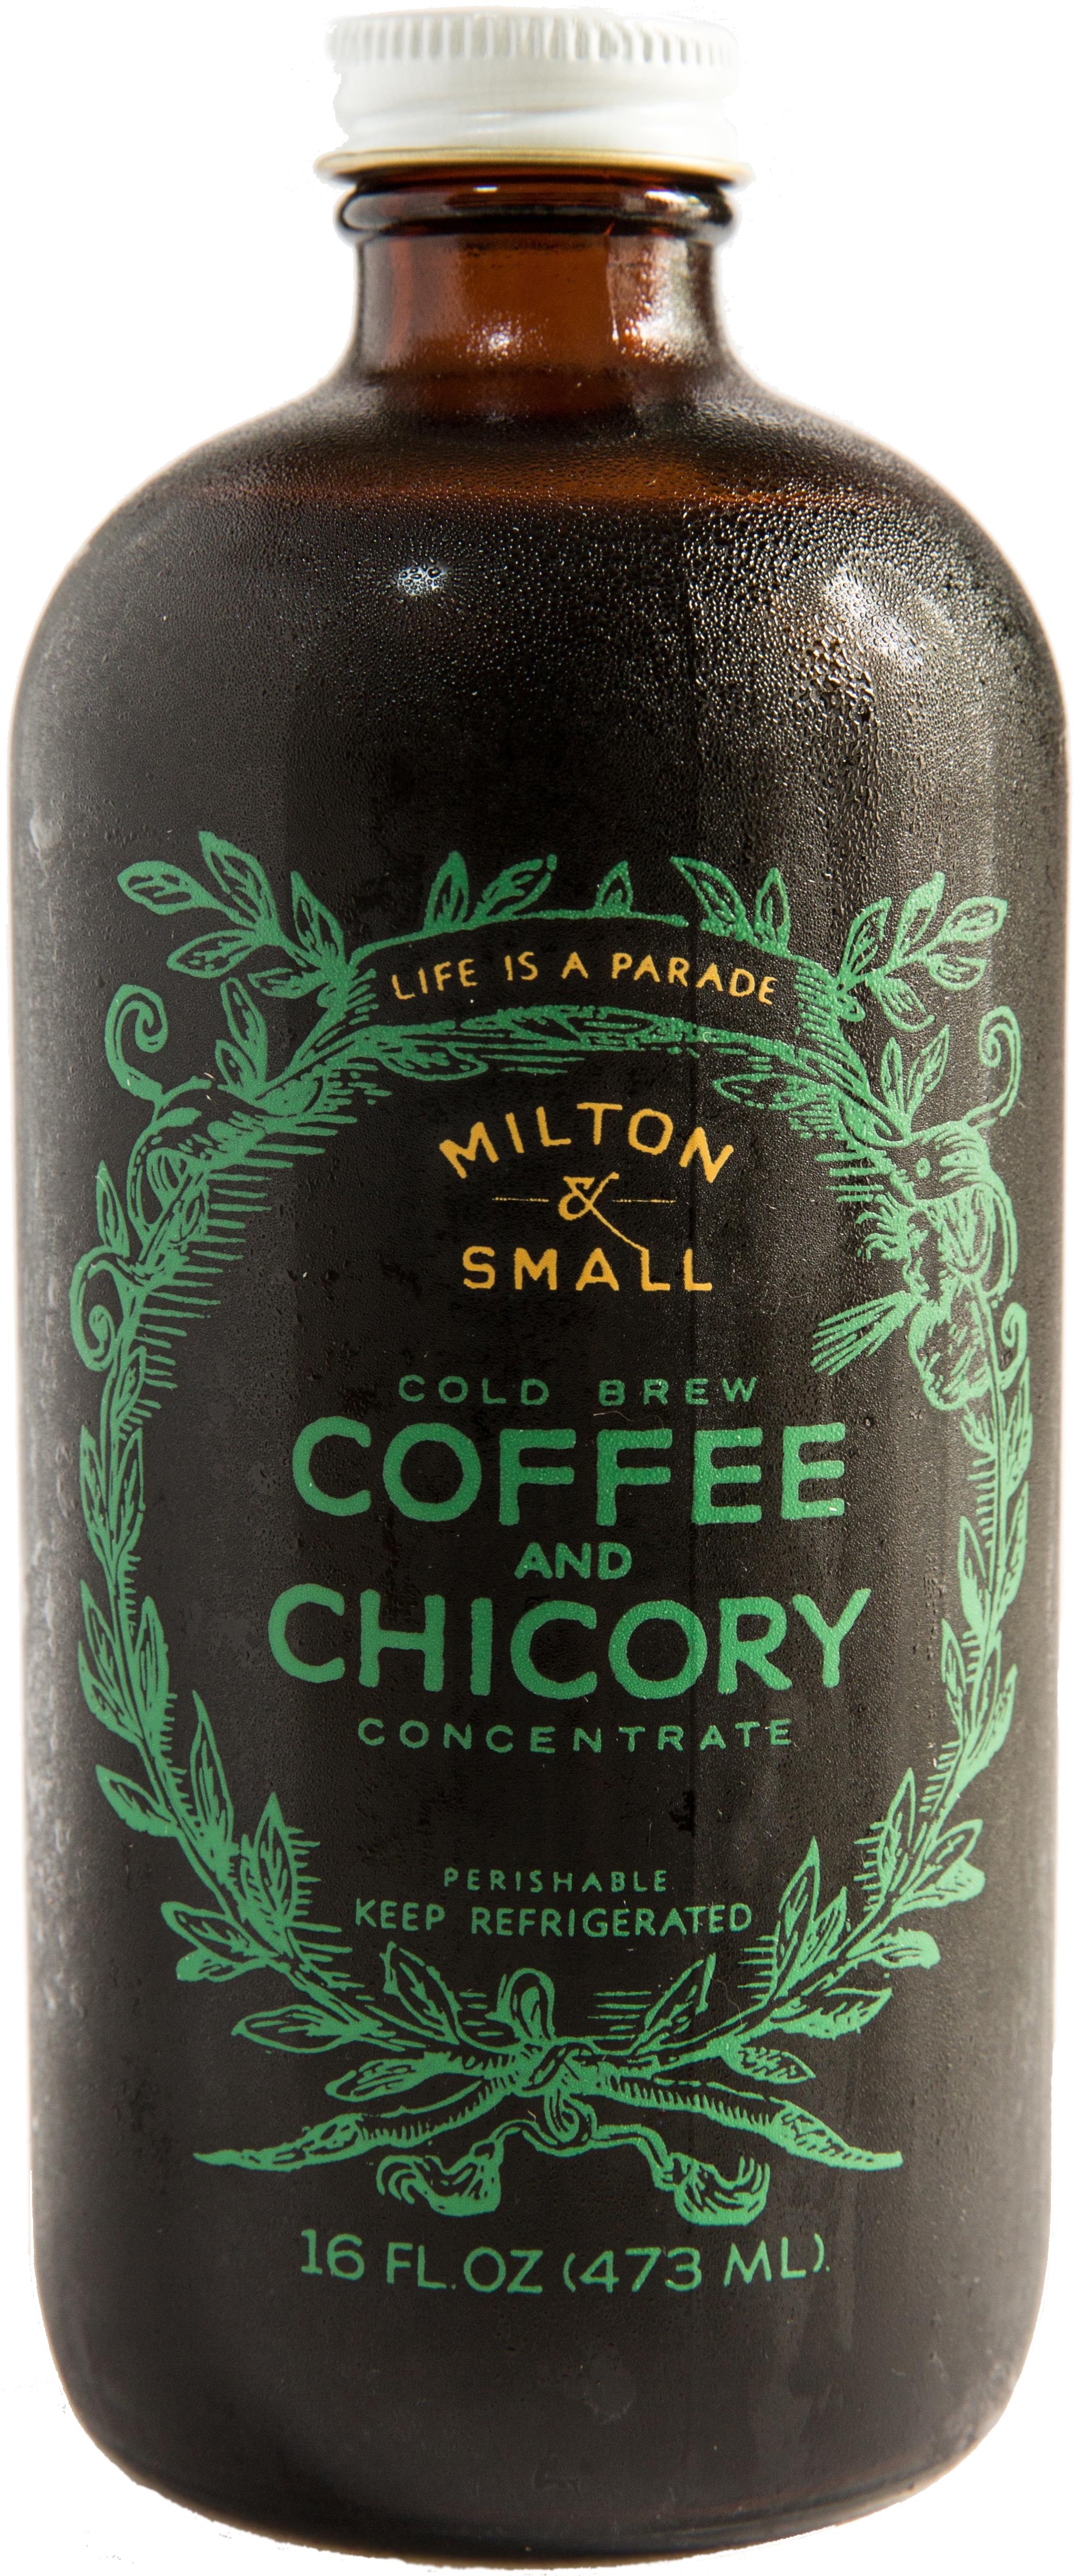 LIFE IS A PARADE
MILTON
&
SMALL
COLD BREW
COFFEE
AND
CHICORY
CONCENTRATE
PERISHABLE
KEEP REFRIGERATED
16 FL.OZ (473 ML).